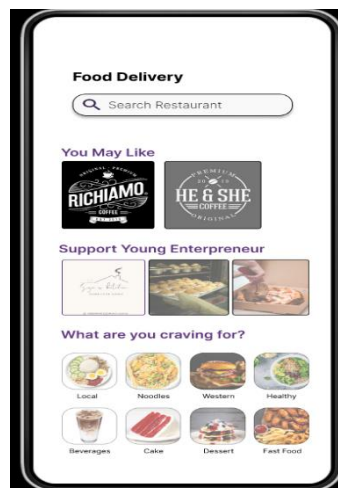 Food Delivery
Search Restaurant
You May Like
ORIGINAL · PREMIUM
RICHIAMO
COFFEE
PREMIUM
HE & SHE
COFFEE
ORIGINAL
Support Young Enterpreneur
What are you craving for?
Local Noodles Western Healthy
Beverages Cake Dessert Fast Food